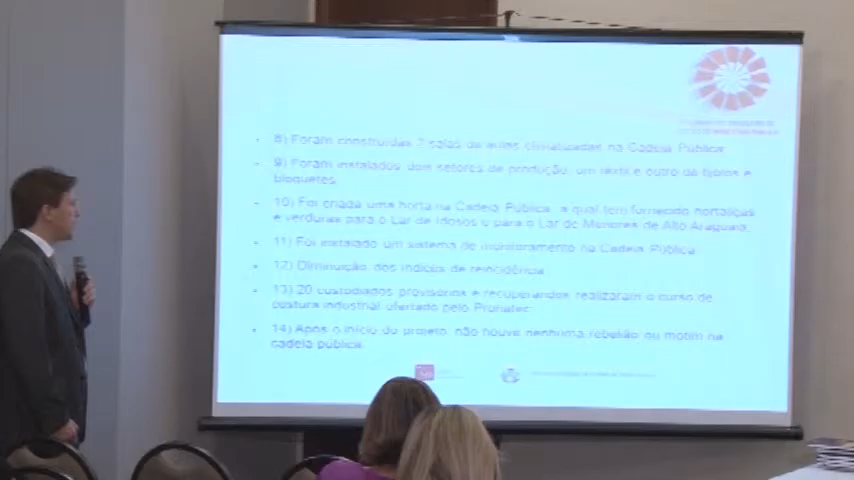 8) Foram construídas 2 salas de aulas climatizadas na Cadeia Pública.
9) Foram instalados dois setores de produção, um têxtil e outro de tijolos e
bloquetes.
10) Foi criada uma horta na Cadeia Pública, a qual tem fornecido hortaliças
e verduras para o Lar de Idosos e para o Lar de Menores de Alto Araguaia.
11) Foi instalado um sistema de monitoramento na Cadeia Pública.
12) Diminuição dos índices de reincidência.
13) 20 custodiados provisórios e recuperandos realizaram o curso de
costura industrial ofertado pelo Pronatec.
14) Após o início do projeto, não houve nenhuma rebelião ou motim na
cadeia pública.